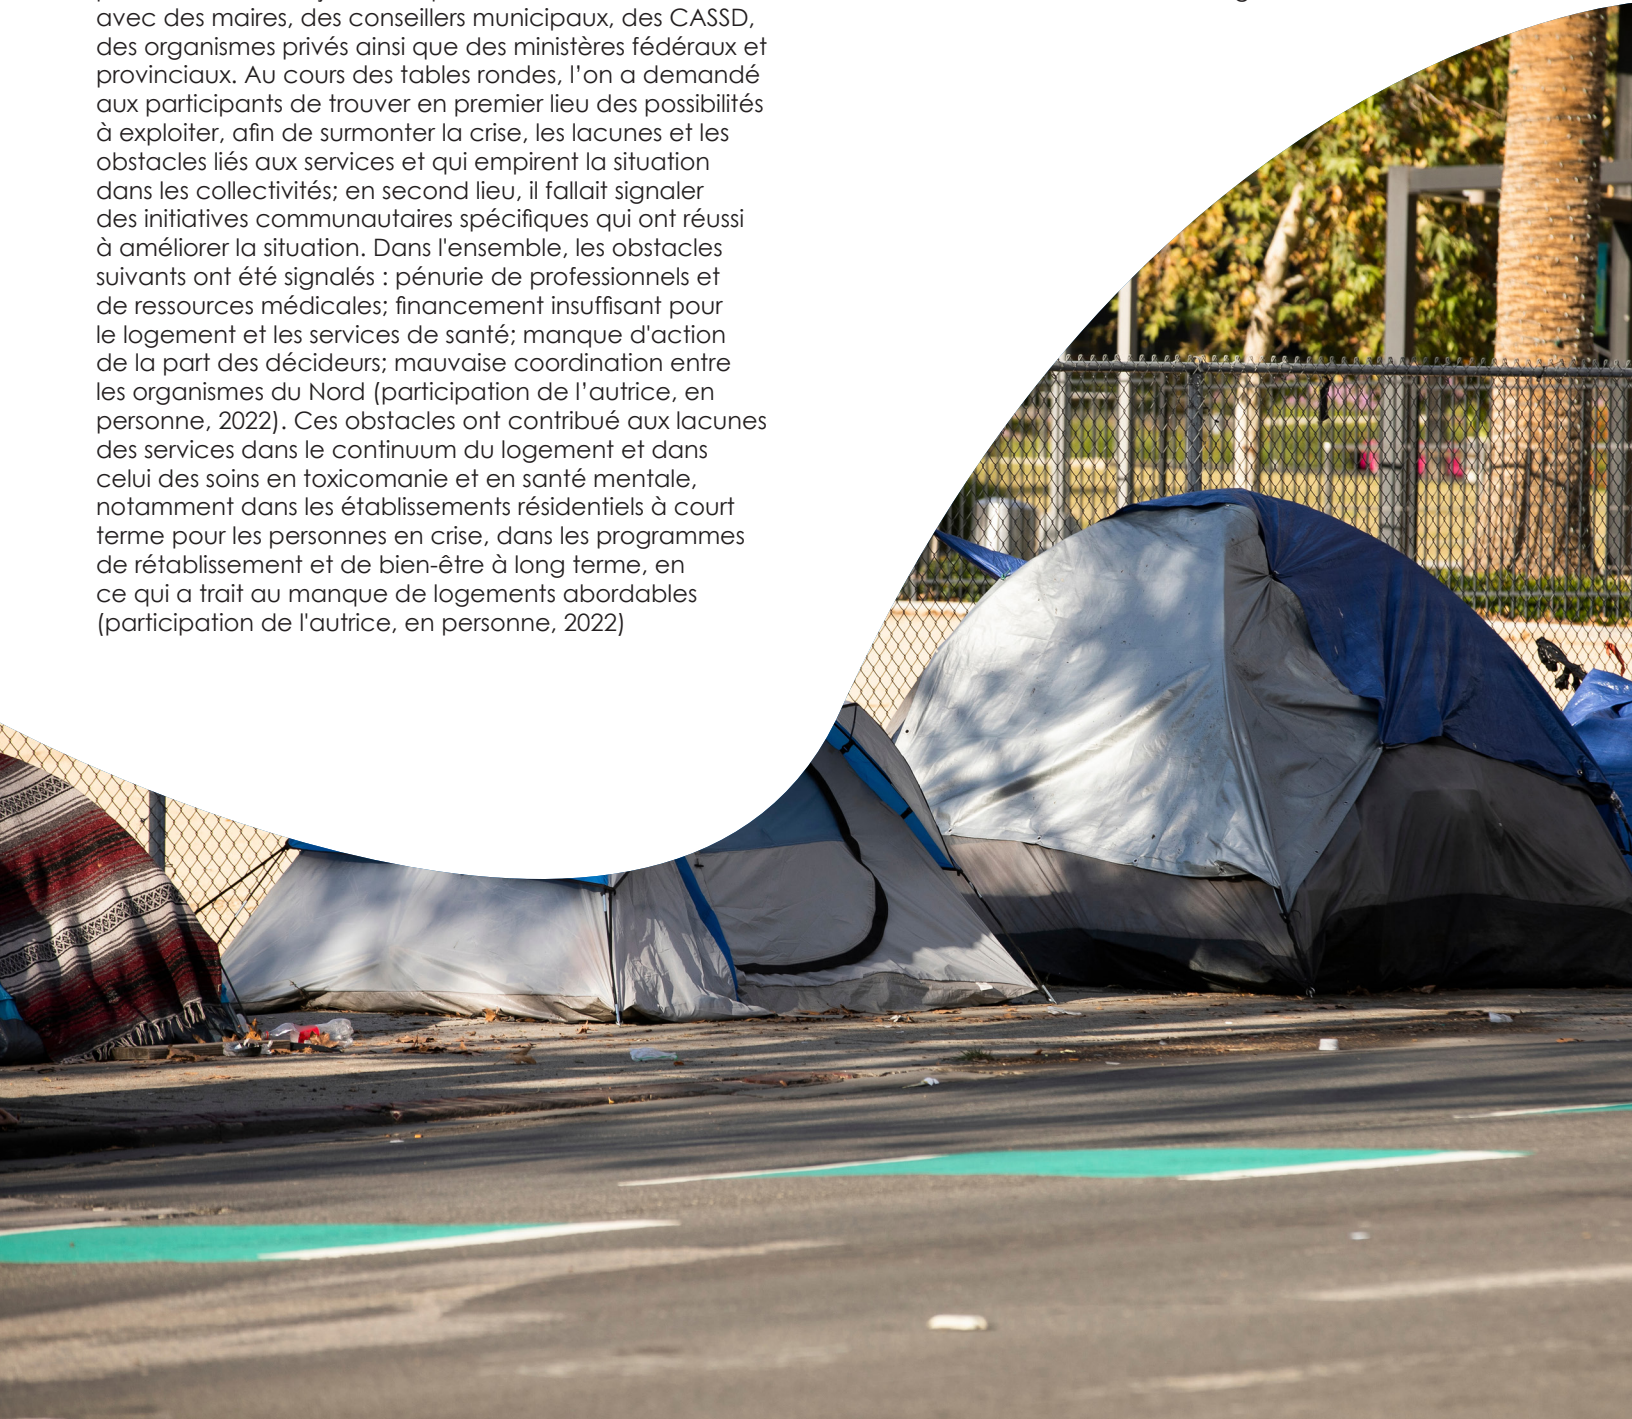 avec des maires, des conseillers municipaux, des CASSD,
des organismes privés ainsi que des ministères fédéraux et
provinciaux. Au cours des tables rondes, l’on a demandé
aux participants de trouver en premier lieu des possibilités
à exploiter, afin de surmonter la crise, les lacunes et les
obstacles liés aux services et qui empirent la situation
dans les collectivités; en second lieu, il fallait signaler
des initiatives communautaires spécifiques qui ont réussi
à améliorer la situation. Dans l'ensemble, les obstacles
suivants ont été signalés : pénurie de professionnels et
de ressources médicales; financement insuffisant pour
le logement et les services de santé; manque d'action
de la part des décideurs; mauvaise coordination entre
les organismes du Nord (participation de l’autrice, en
personne, 2022). Ces obstacles ont contribué aux lacunes
des services dans le continuum du logement et dans
celui des soins en toxicomanie et en santé mentale,
notamment dans les établissements résidentiels à court
terme pour les personnes en crise, dans les programmes
de rétablissement et de bien-être à long terme, en
ce qui a trait au manque de logements abordables
(participation de l'autrice, en personne, 2022)